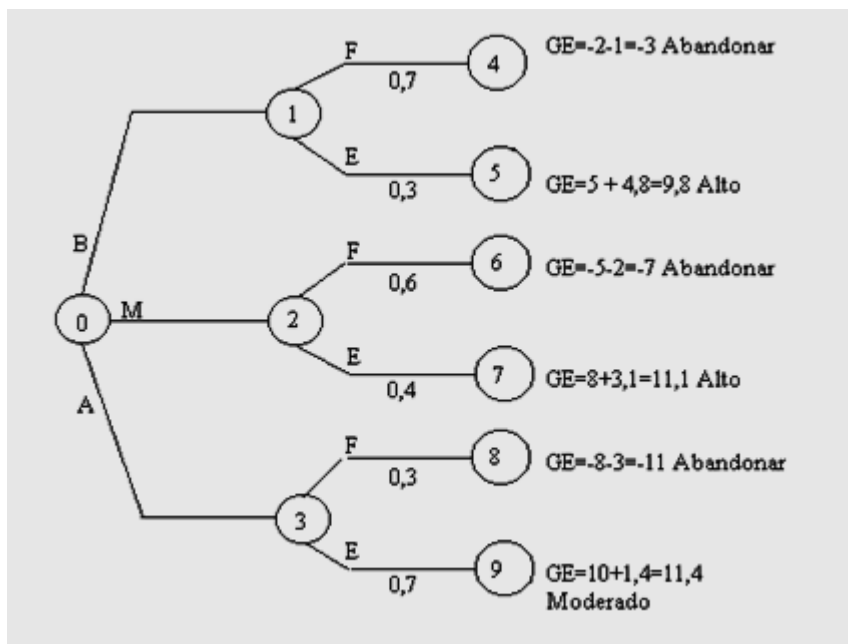 F
4
GE=-2-1=-3 Abandonar
0,7
1
E
5
GE=5 + 4,8=9,8 Alto
0,3
B
F
6
GE=-5-2=-7 Abandonar
0,6
0
M
2
E
7
GE=8+3,1=11,1 Alto
0,4
A
F
8
GE=-8-3=-11 Abandonar
0,3
3
E
9
GE=10+1,4=11,4
Moderado
0,7